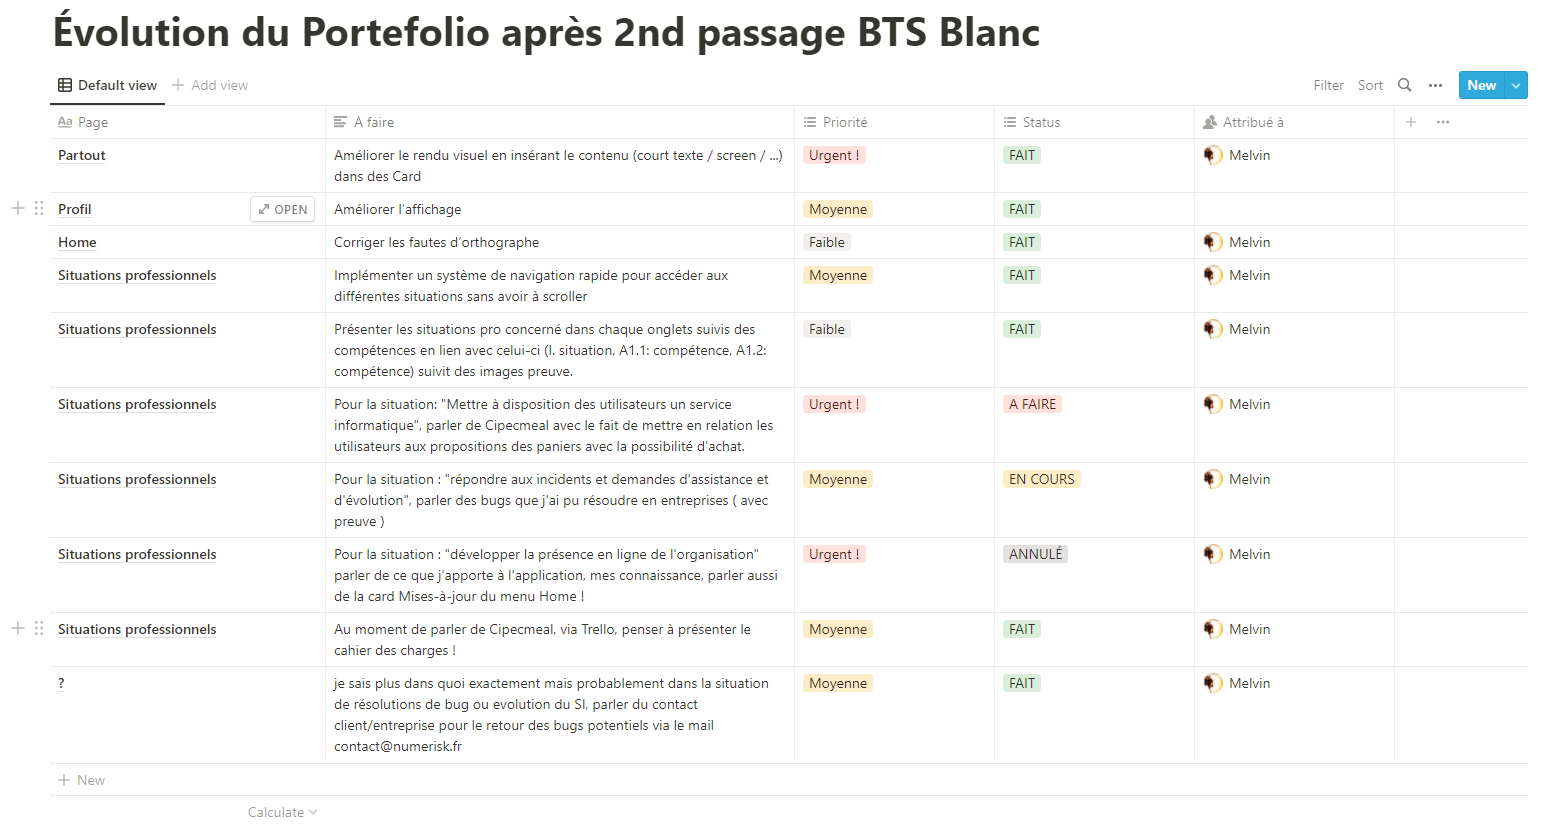 Évolution du Portefolio après 2nd passage BTS Blanc
Default view
Add view
Filter
Sort
New
Aa Page
A faire
Priorité
Status
Attribué à
Partout
Améliorer le rendu visuel en insérant le contenu (court texte / screen / ...)
dans des Card
Urgent !
FAIT
Melvin
Profil
OPEN
Améliorer l’affichage
Moyenne
FAIT
Home
Corriger les fautes d’orthographe
Faible
FAIT
Melvin
Situations professionnels
Implémenter un système de navigation rapide pour accéder aux
différentes situations sans avoir à scroller
Moyenne
FAIT
Melvin
Situations professionnels
Présenter les situations pro concerné dans chaque onglets suivis des
compétences en lien avec celui-ci (I. situation, A1.1: compétence, A1.2:
compétence) suivit des images preuve.
Faible
FAIT
Melvin
Situations professionnels
Pour la situation: "Mettre à disposition des utilisateurs un service
informatique", parler de Cipecmeal avec le fait de mettre en relation les
utilisateurs aux propositions des paniers avec la possibilité d'achat.
Urgent !
A FAIRE
Melvin
Situations professionnels
Pour la situation : "répondre aux incidents et demandes d'assistance et
d'évolution", parler des bugs que j'ai pu résoudre en entreprises ( avec
preuve )
Moyenne
EN COURS
Melvin
Situations professionnels
Pour la situation : "développer la présence en ligne de l'organisation"
parler de ce que j'apporte à l'application, mes connaissance, parler aussi
de la card Mises-à-jour du menu Home !
Urgent !
ANNULÉ
Melvin
Situations professionnels
Au moment de parler de Cipecmeal, via Trello, penser à présenter le
cahier des charges !
Moyenne
FAIT
Melvin
?
je sais plus dans quoi exactement mais probablement dans la situation
de résolutions de bug ou evolution du SI, parler du contact
client/entreprise pour le retour des bugs potentiels via le mail
contact@numerisk.fr
Moyenne
FAIT
Melvin
New
Calculate